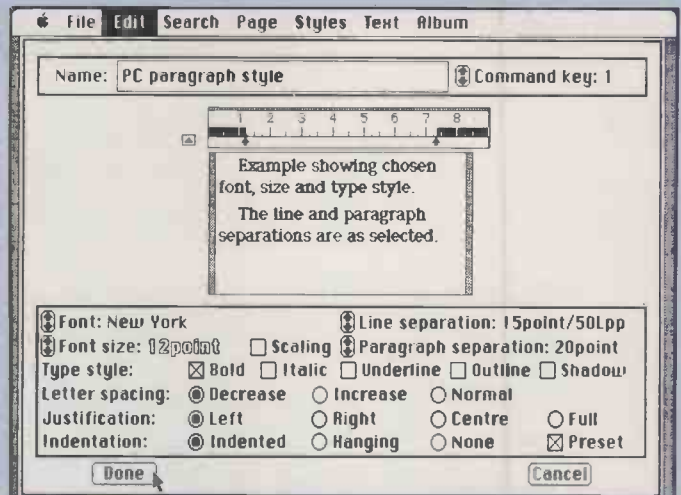 File Edit Search Page Styles Text Album
Name: PC paragraph style Command key: 1
1 2 3 4 5 6 7 8
Example showing chosen
font, size and type style.
The line and paragraph
separations are as selected.
Font: New York Line separation: 15point/50Lpp
Font size: 12point Scaling Paragraph separation: 20point
Type style: Bold Italic Underline Outline Shadow
Letter spacing: Decrease Increase Normal
Justification: Left Right Centre Full
Indentation: Indented Hanging None Preset
Done Cancel